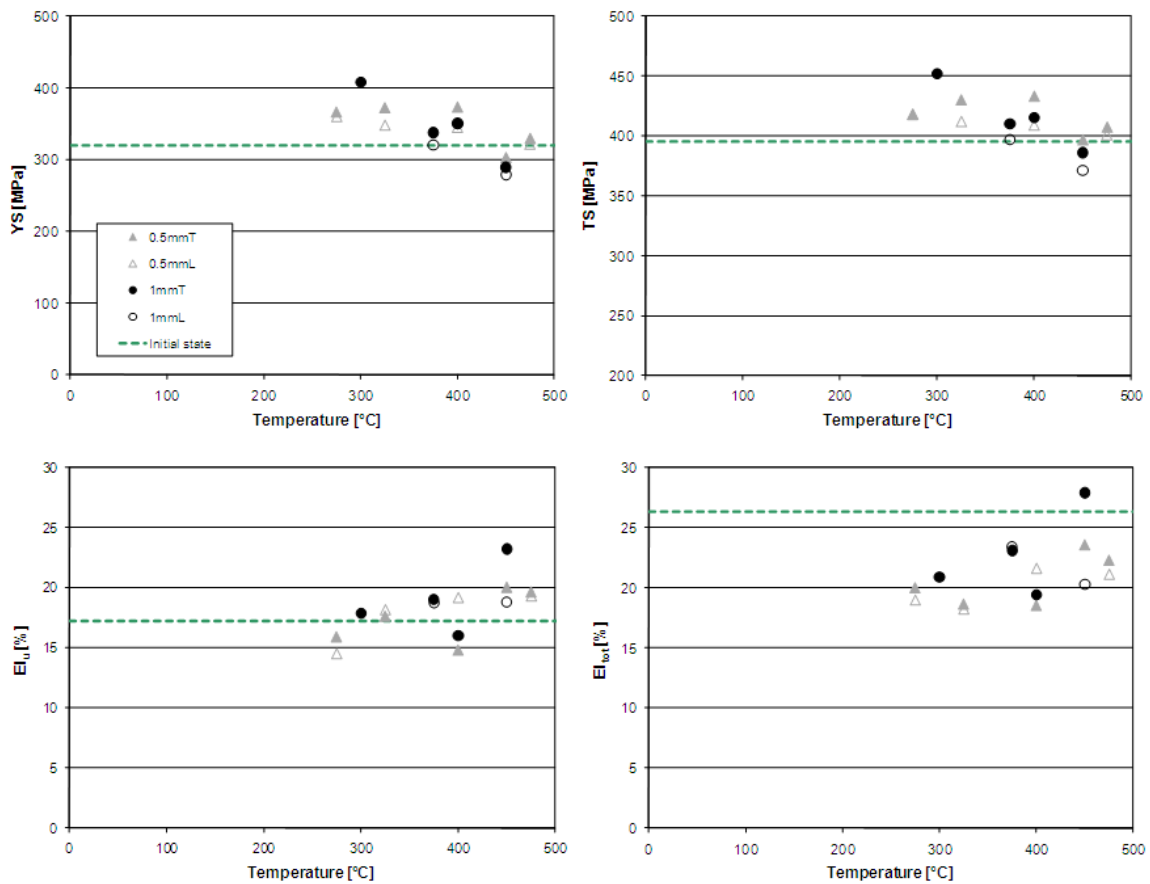 500
400
300
200
100
0
YS [MPa]
0.5mmT
0.5mmL
1mmT
1mmL
Initial state
0 100 200 300 400 500
Temperature [°C]
500
450
400
350
300
250
200
TS [MPa]
0 100 200 300 400 500
Temperature [°C]
30
25
20
15
10
5
0
El_u [%]
0 100 200 300 400 500
Temperature [°C]
30
25
20
15
10
5
0
El_tot [%]
0 100 200 300 400 500
Temperature [°C]